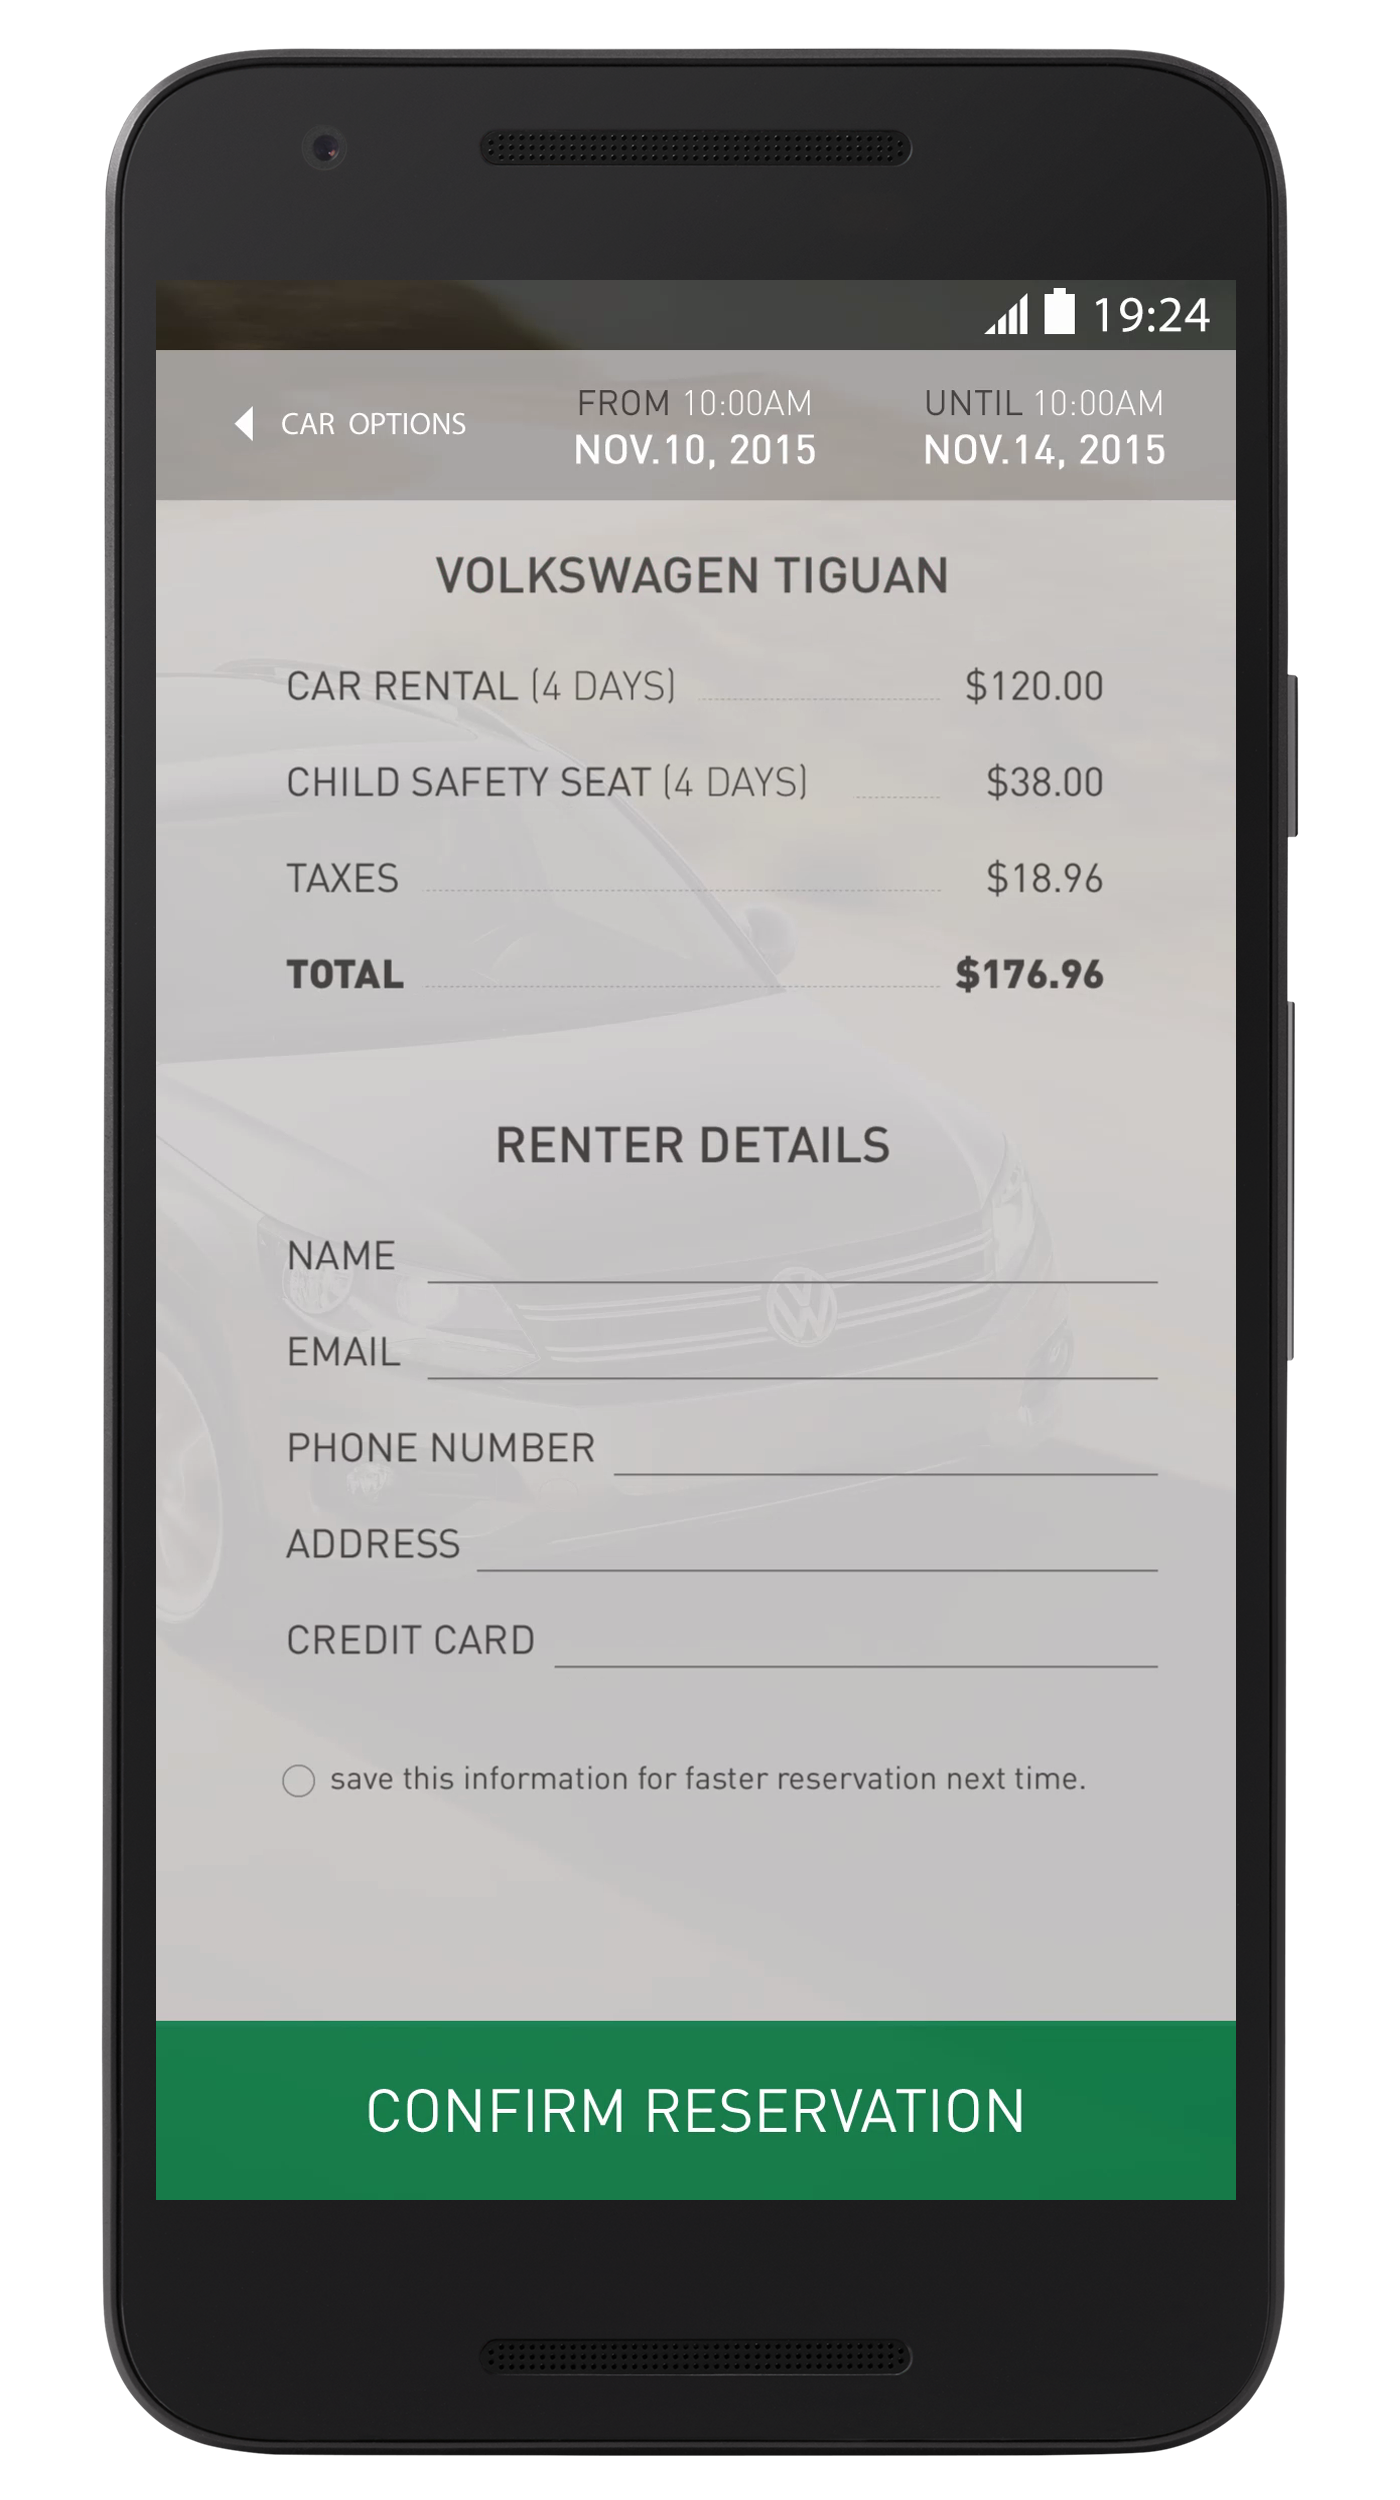 19:24
CAR OPTIONS
FROM 10:00AM
NOV.10, 2015
UNTIL 10:00AM
NOV.14, 2015
VOLKSWAGEN TIGUAN
CAR RENTAL (4 DAYS) $120.00
CHILD SAFETY SEAT (4 DAYS) $38.00
TAXES $18.96
TOTAL $176.96
RENTER DETAILS
NAME
EMAIL
PHONE NUMBER
ADDRESS
CREDIT CARD
save this information for faster reservation next time.
CONFIRM RESERVATION